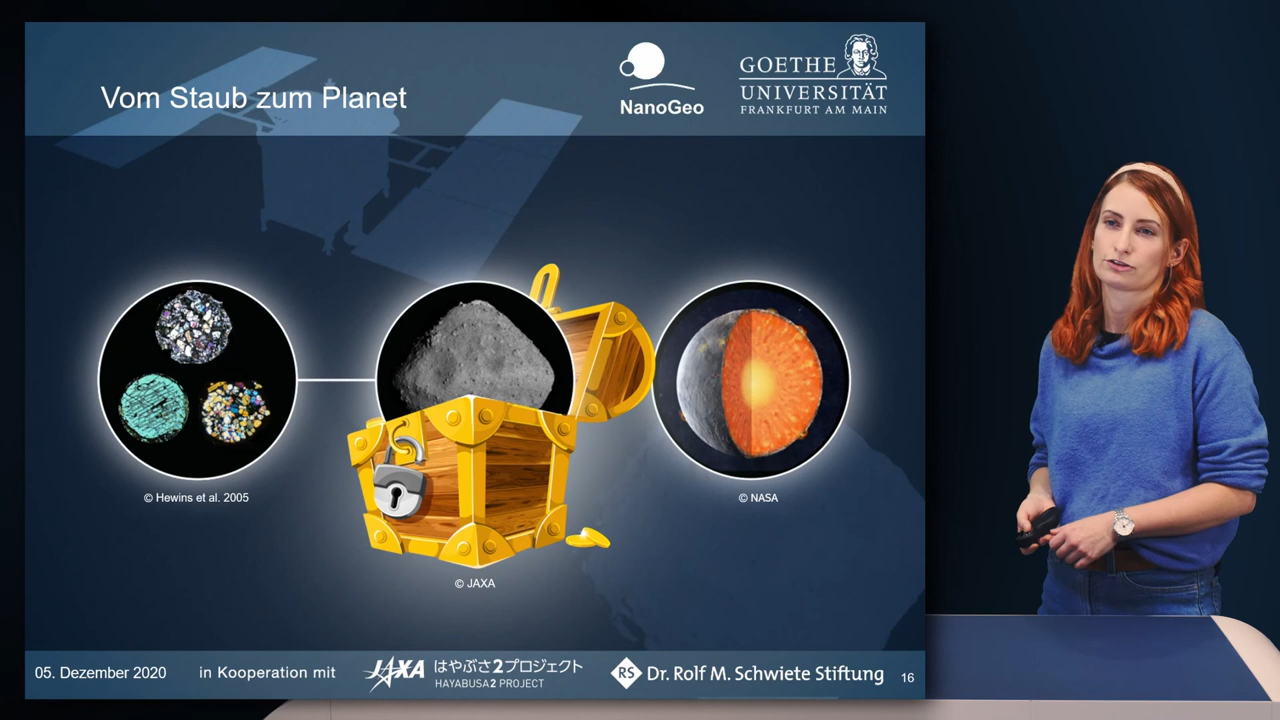 Vom Staub zum Planet
NanoGeo
GOETHE
UNIVERSITÄT
FRANKFURT AM MAIN
© Hewins et al. 2005
© JAXA
© NASA
05. Dezember 2020
in Kooperation mit
JAXA
はやぶさ2プロジェクト
HAYABUSA2 PROJECT
RS
Dr. Rolf M. Schwiete Stiftung
16